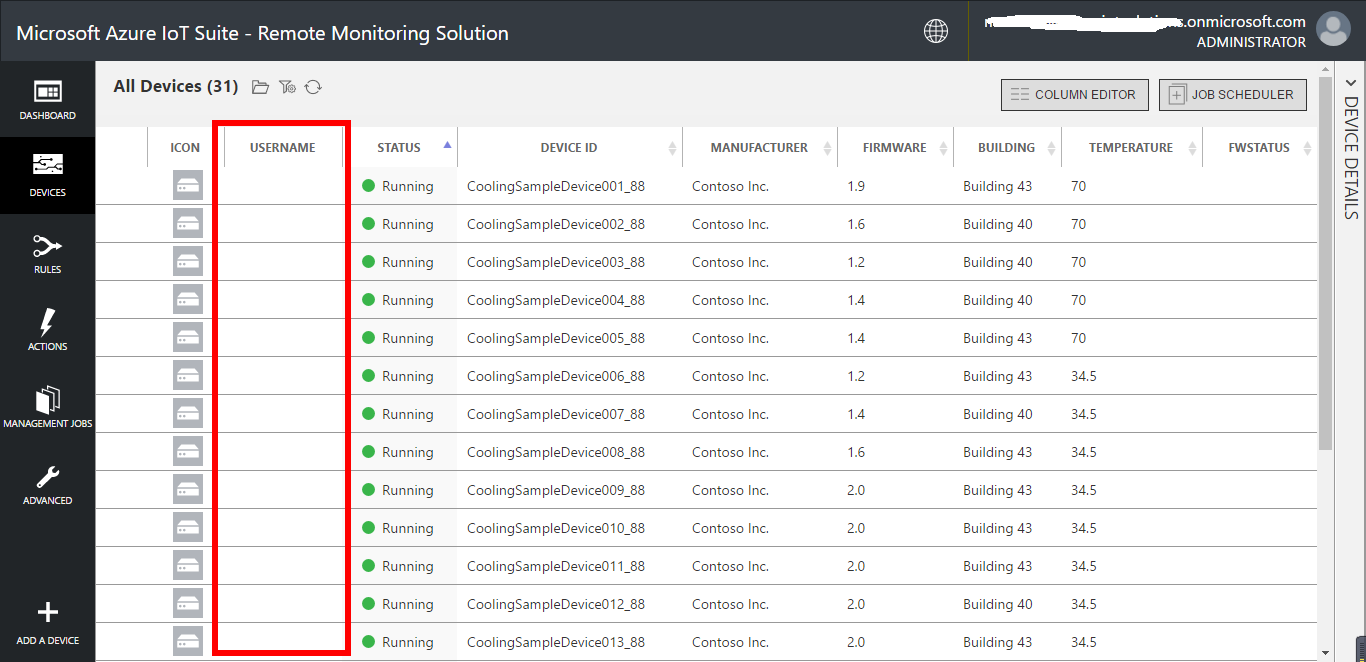 Microsoft Azure IoT Suite - Remote Monitoring Solution
s.onmicrosoft.com
ADMINISTRATOR
DASHBOARD
DEVICES
RULES
ACTIONS
MANAGEMENT JOBS
ADVANCED
ADD A DEVICE
All Devices (31)
COLUMN EDITOR
JOB SCHEDULER
DEVICE DETAILS
ICON USERNAME STATUS DEVICE ID MANUFACTURER FIRMWARE BUILDING TEMPERATURE FWSTATUS
Running CoolingSampleDevice001_88 Contoso Inc. 1.9 Building 43 70
Running CoolingSampleDevice002_88 Contoso Inc. 1.6 Building 40 70
Running CoolingSampleDevice003_88 Contoso Inc. 1.2 Building 40 70
Running CoolingSampleDevice004_88 Contoso Inc. 1.4 Building 40 70
Running CoolingSampleDevice005_88 Contoso Inc. 1.4 Building 43 70
Running CoolingSampleDevice006_88 Contoso Inc. 1.2 Building 43 34.5
Running CoolingSampleDevice007_88 Contoso Inc. 1.4 Building 40 34.5
Running CoolingSampleDevice008_88 Contoso Inc. 1.6 Building 43 34.5
Running CoolingSampleDevice009_88 Contoso Inc. 2.0 Building 43 34.5
Running CoolingSampleDevice010_88 Contoso Inc. 2.0 Building 43 34.5
Running CoolingSampleDevice011_88 Contoso Inc. 2.0 Building 43 34.5
Running CoolingSampleDevice012_88 Contoso Inc. 2.0 Building 40 34.5
Running CoolingSampleDevice013_88 Contoso Inc. 2.0 Building 43 34.5